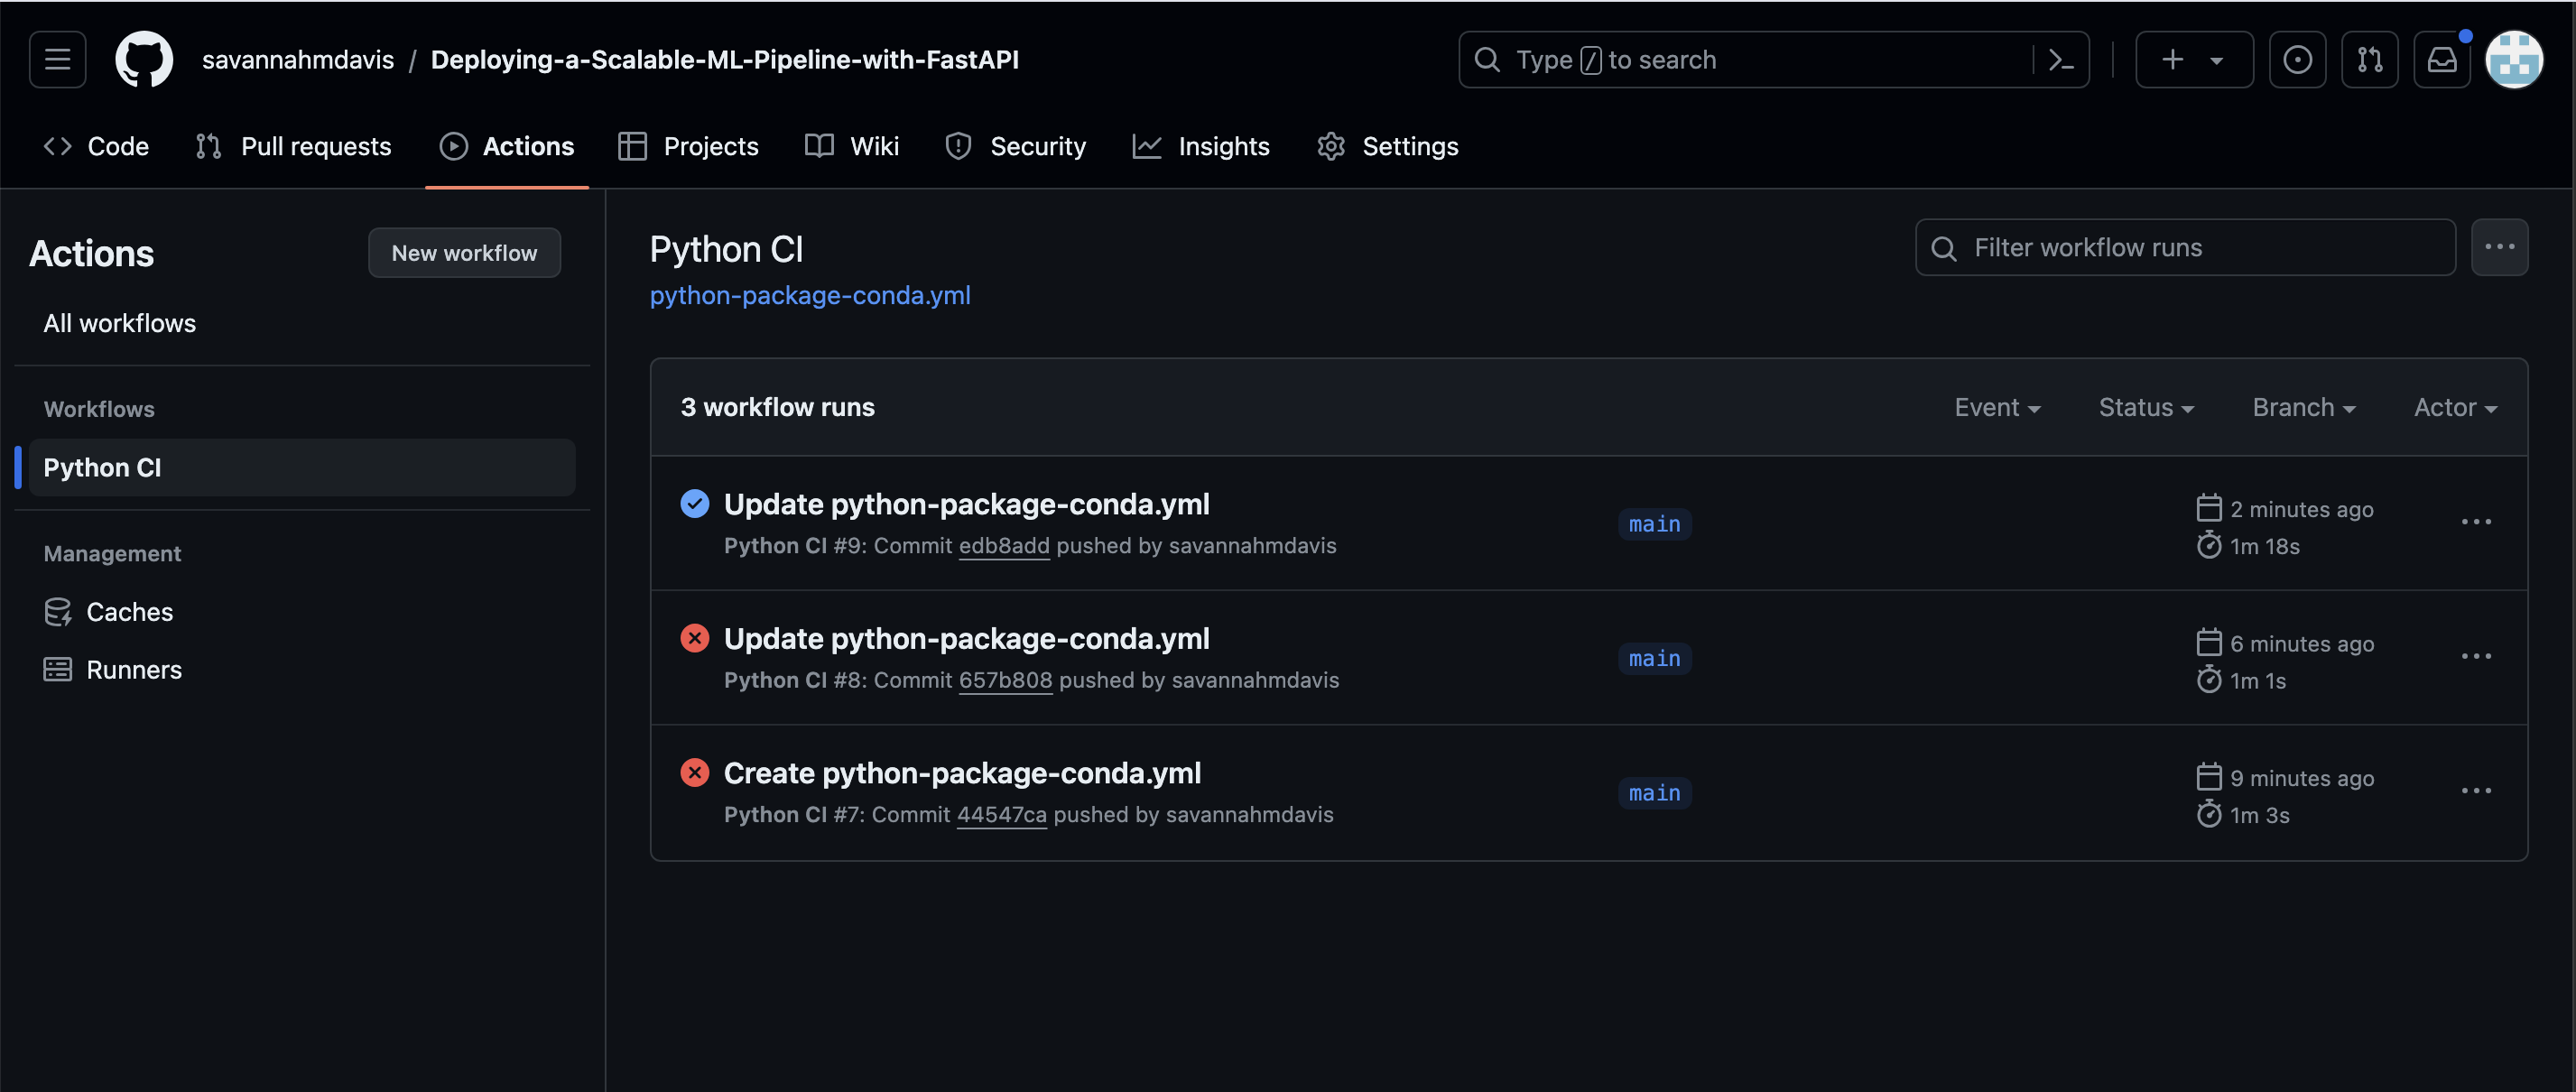 savannahmdavis / Deploying-a-Scalable-ML-Pipeline-with-FastAPI
Type / to search
Code Pull requests Actions Projects Wiki Security Insights Settings
Actions
New workflow
All workflows
Workflows
Python CI
Management
Caches
Runners
Python CI
python-package-conda.yml
Filter workflow runs
3 workflow runs
Event Status Branch Actor
Update python-package-conda.yml
Python CI #9: Commit edb8add pushed by savannahmdavis
main
2 minutes ago
1m 18s
Update python-package-conda.yml
Python CI #8: Commit 657b808 pushed by savannahmdavis
main
6 minutes ago
1m 1s
Create python-package-conda.yml
Python CI #7: Commit 44547ca pushed by savannahmdavis
main
9 minutes ago
1m 3s